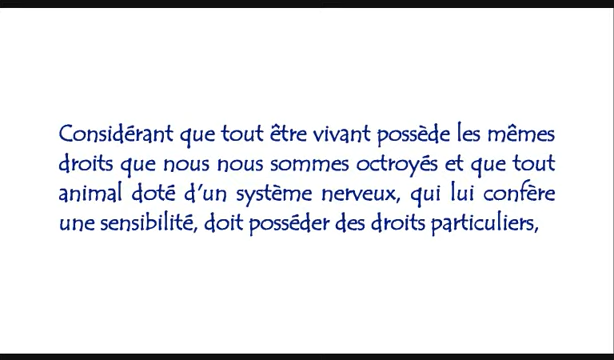 Considérant que tout être vivant possède les mêmes
droits que nous nous sommes octroyés et que tout
animal doté d'un système nerveux, qui lui confère
une sensibilité, doit posséder des droits particuliers,